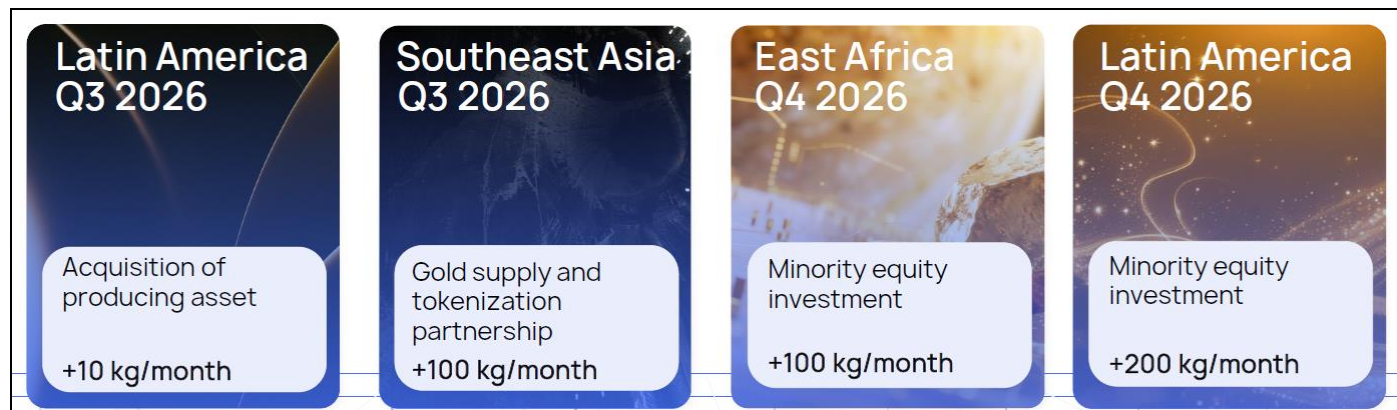 Latin America
Q3 2026
Acquisition of
producing asset
+10 kg/month
Southeast Asia
Q3 2026
Gold supply and
tokenization
partnership
+100 kg/month
East Africa
Q4 2026
Minority equity
investment
+100 kg/month
Latin America
Q4 2026
Minority equity
investment
+200 kg/month